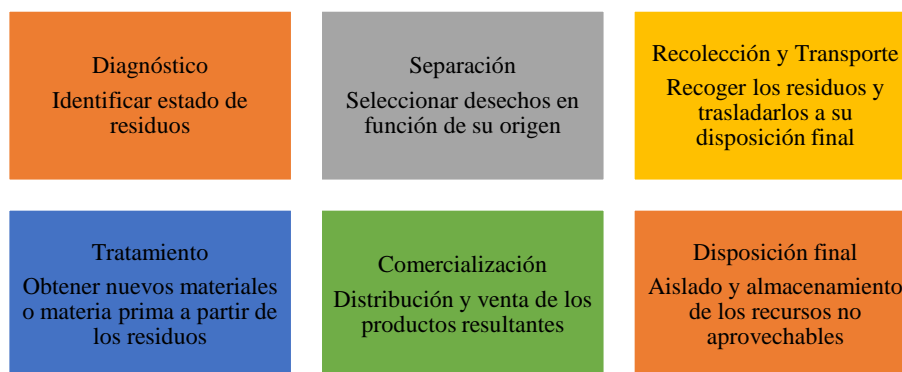 Diagnóstico
Identificar estado de
residuos
Separación
Seleccionar desechos en
función de su origen
Recolección y Transporte
Recoger los residuos y
trasladarlos a su
disposición final
Tratamiento
Obtener nuevos materiales
o materia prima a partir de
los residuos
Comercialización
Distribución y venta de los
productos resultantes
Disposición final
Aislado y almacenamiento
de los recursos no
aprovechables